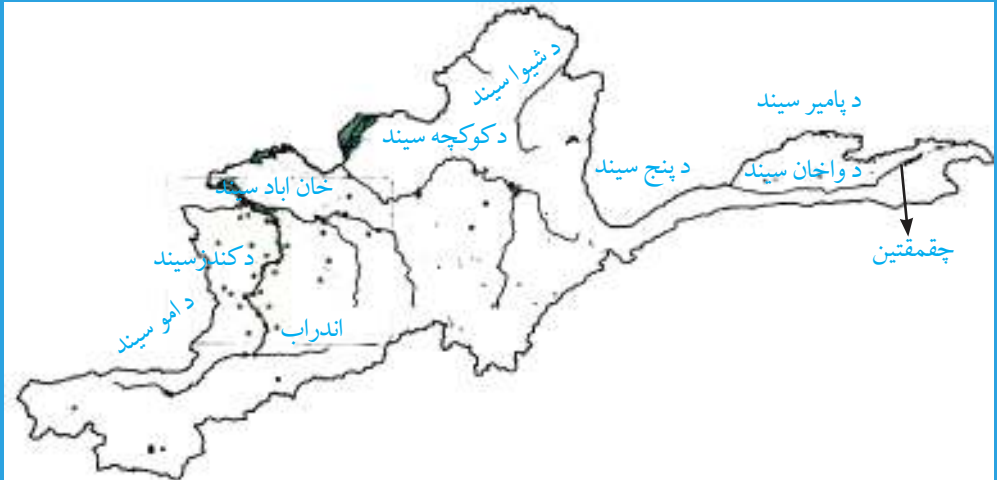 د شیوا سیند
د پامیر سیند
د کوکچه سیند
د واخان سیند
د پنج سیند
خان اباد سیند
چقمقتین
د کندز سیند
د امو سیند
اندراب